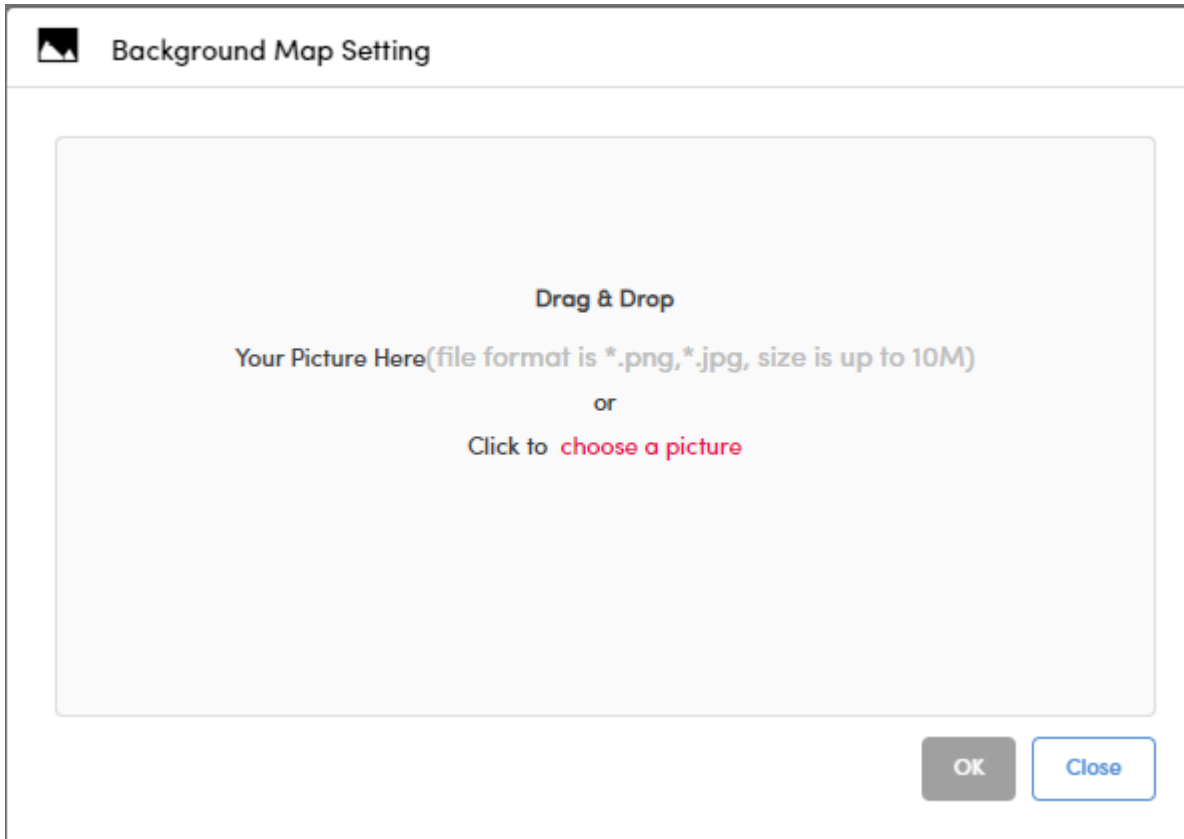 Background Map Setting
Drag & Drop
Your Picture Here(file format is *.png,*.jpg, size is up to 10M)
or
Click to choose a picture
OK
Close